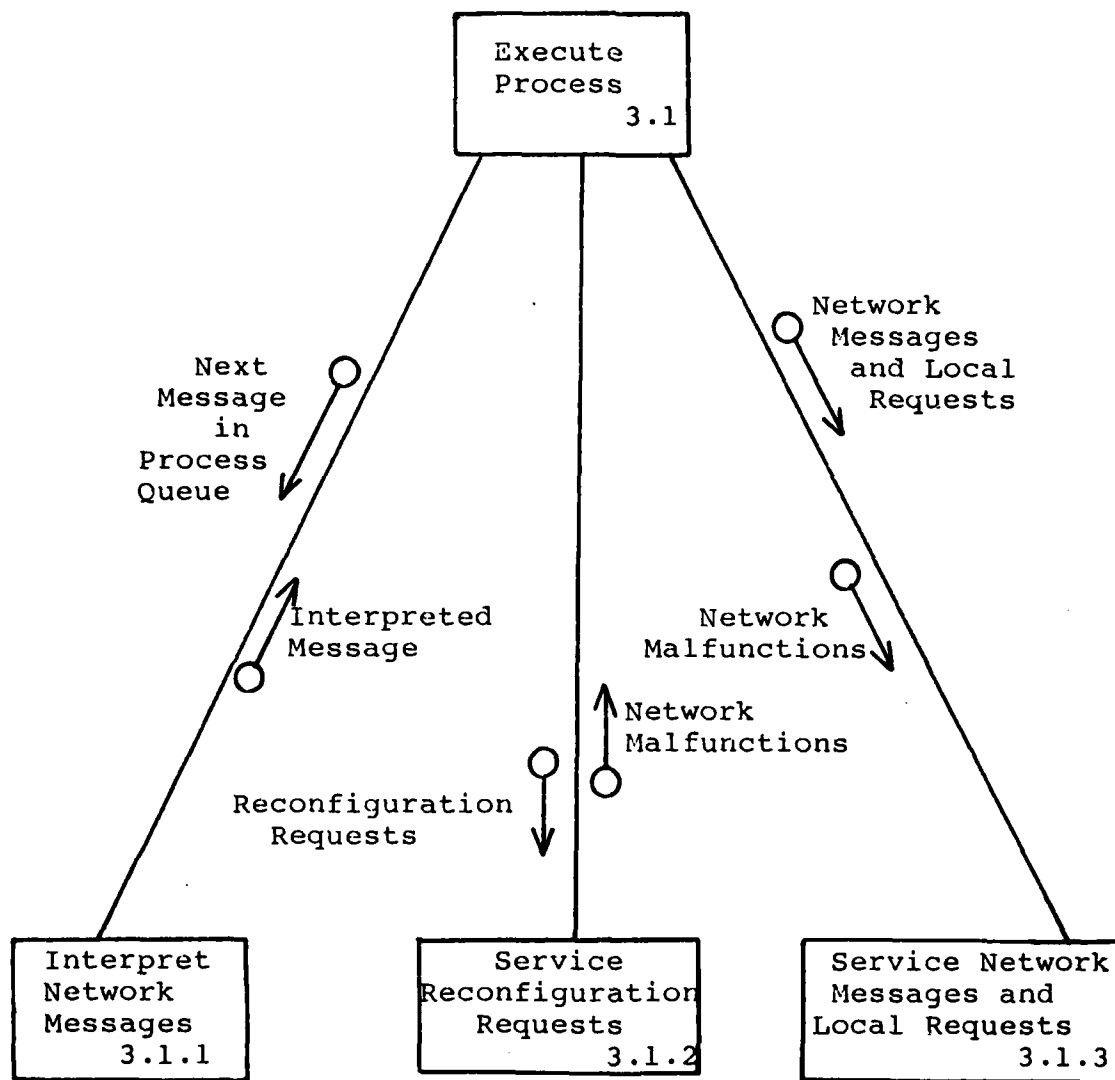 Execute
Process
3.1
Network
Messages
and Local
Requests
Next
Message
in
Process
Queue
Interpreted
Message
Network
Malfunctions
Network
Malfunctions
Reconfiguration
Requests
Interpret
Network
Messages
3.1.1
Service
Reconfiguration
Requests
3.1.2
Service Network
Messages and
Local Requests
3.1.3